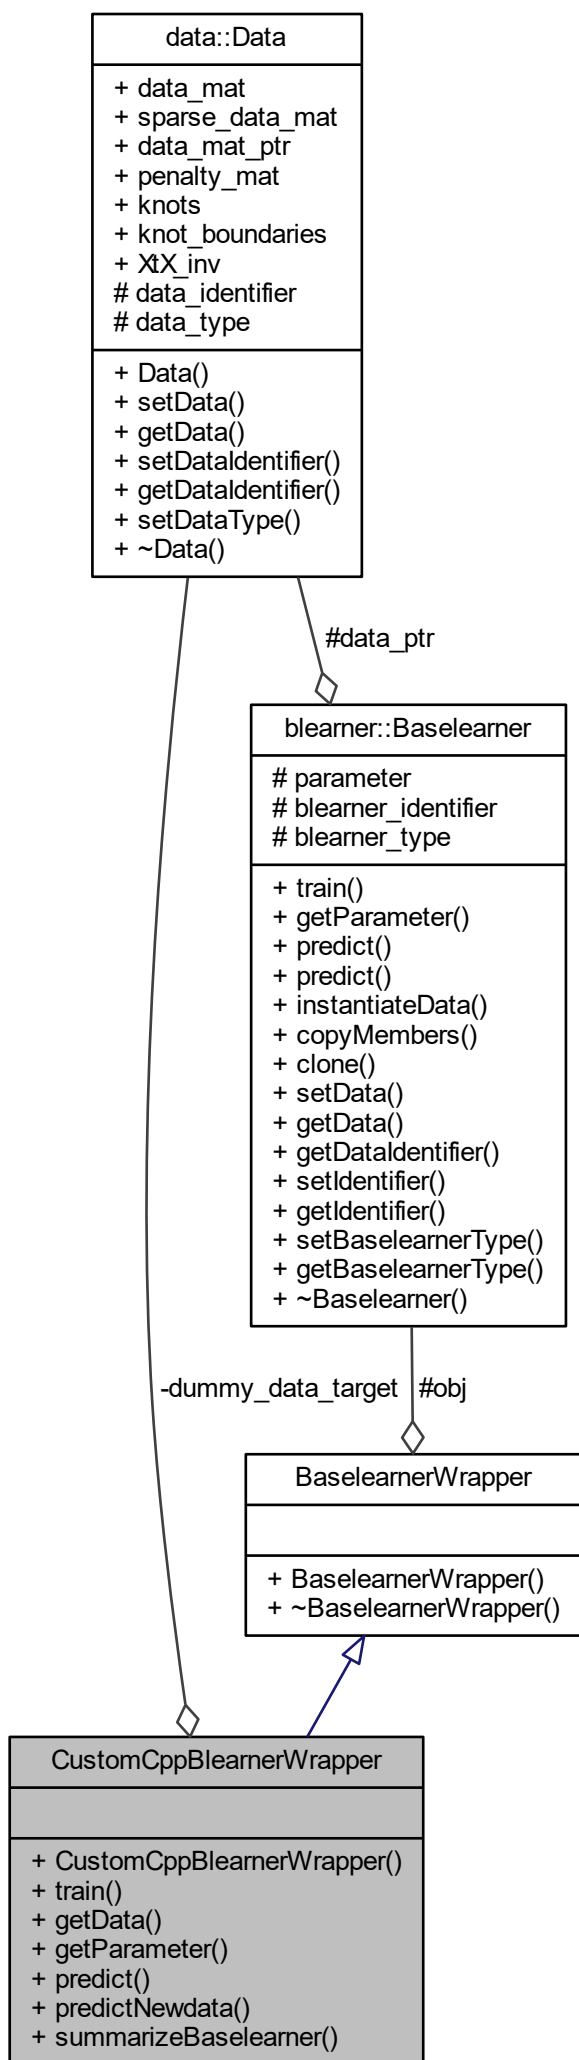 data::Data
+ data_mat
+ sparse_data_mat
+ data_mat_ptr
+ penalty_mat
+ knots
+ knot_boundaries
+ XtX_inv
# data_identifier
# data_type
+ Data()
+ setData()
+ getData()
+ setDataIdentifier()
+ getDataIdentifier()
+ setDataType()
+ ~Data()
#data_ptr
blearner::Baselearner
# parameter
# blearner_identifier
# blearner_type
+ train()
+ getParameter()
+ predict()
+ predict()
+ instantiateData()
+ copyMembers()
+ clone()
+ setData()
+ getData()
+ getDataIdentifier()
+ setIdentifier()
+ getIdentifier()
+ setBaselearnerType()
+ getBaselearnerType()
+ ~Baselearner()
-dummy_data_target
#obj
BaselearnerWrapper
+ BaselearnerWrapper()
+ ~BaselearnerWrapper()
CustomCppBlearnerWrapper
+ CustomCppBlearnerWrapper()
+ train()
+ getData()
+ getParameter()
+ predict()
+ predictNewdata()
+ summarizeBaselearner()